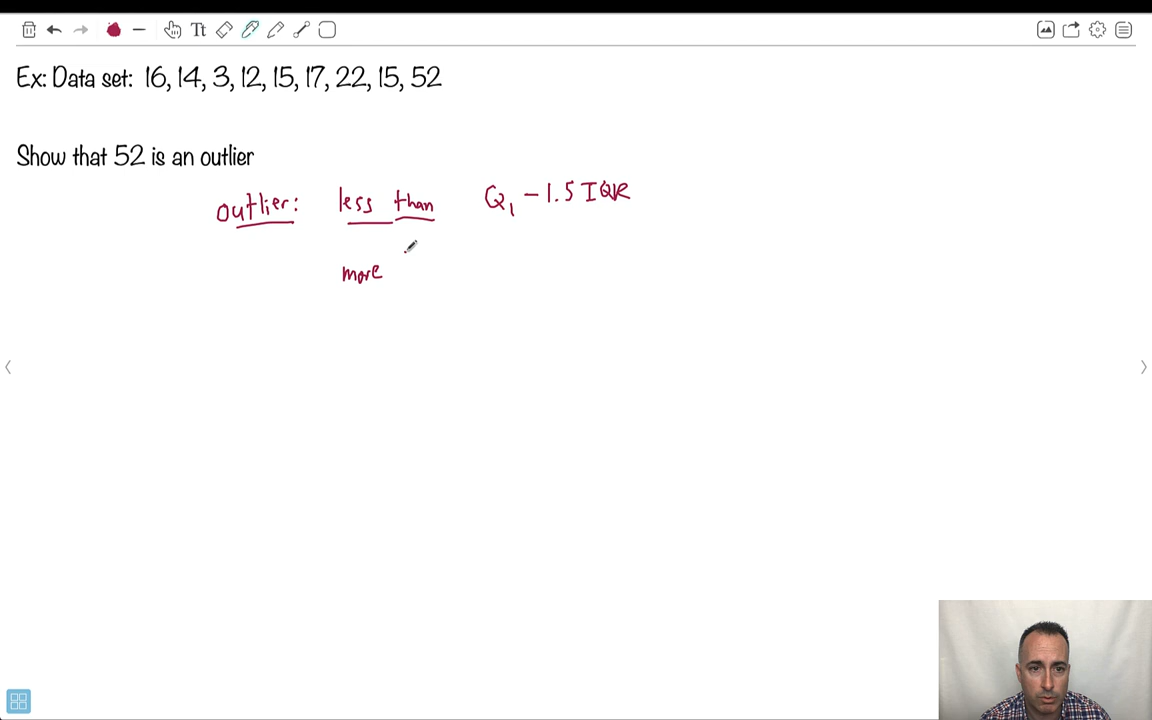 Tt
Ex: Data set: 16, 14, 3, 12, 15, 17, 22, 15, 52
Show that 52 is an outlier
outlier: less than Q₁ - 1.5 IQR
more